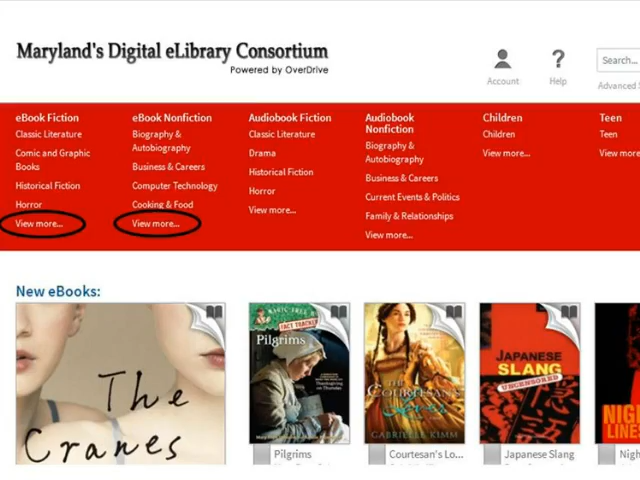 Maryland's Digital eLibrary Consortium
Powered by OverDrive
Account
Help
Search...
Advanced
eBook Fiction
Classic Literature
Comic and Graphic
Books
Historical Fiction
Horror
View more...
eBook Nonfiction
Biography &
Autobiography
Business & Careers
Computer Technology
Cooking & Food
View more...
Audiobook Fiction
Classic Literature
Drama
Historical Fiction
Horror
View more...
Audiobook
Nonfiction
Biography &
Autobiography
Business & Careers
Current Events & Politics
Family & Relationships
View more...
Children
Children
View more...
Teen
Teen
View more
New eBooks:
The
Cranes
FACT TRACKER
Pilgrims
Pilgrims
THE
COURTESAN'S
Lover
GABRIELLE KIMM
Courtesan's Lo...
JAPANESE
SLANG
UNCENSORED
Japanese Slang
NIGH
LINES
Nigh